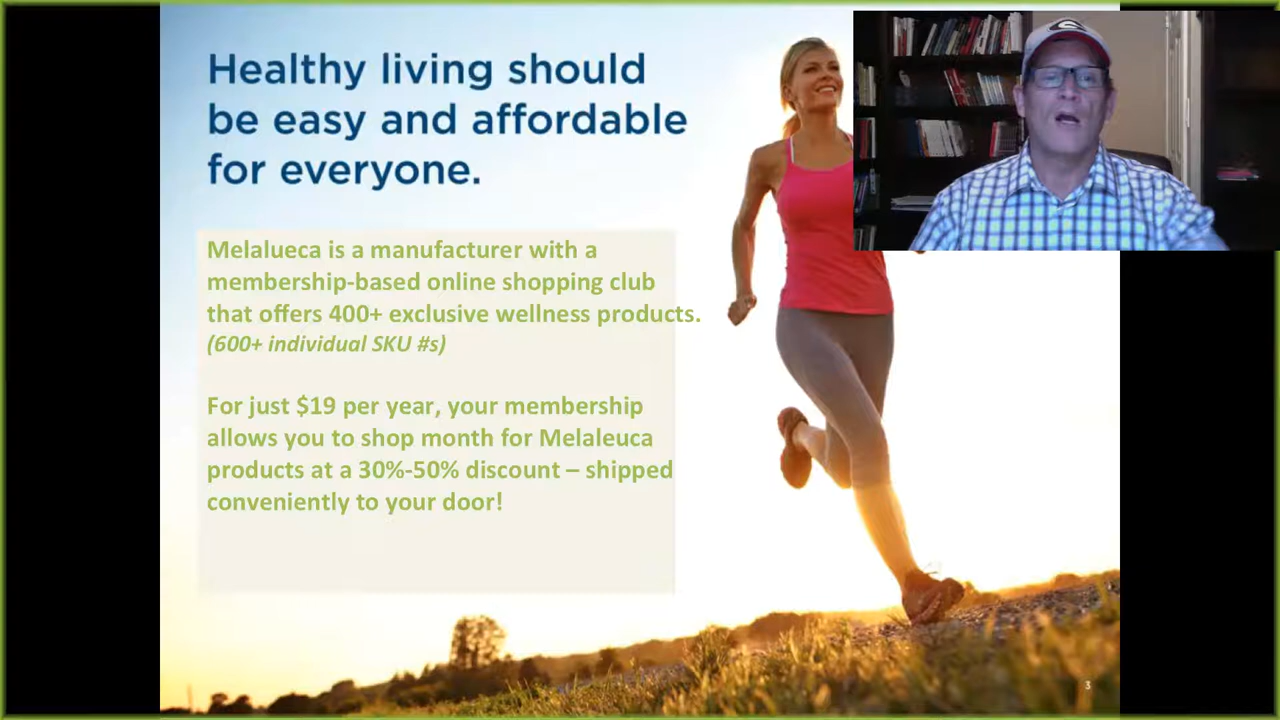 Healthy living should
be easy and affordable
for everyone.
Melalueca is a manufacturer with a
membership-based online shopping club
that offers 400+ exclusive wellness products.
(600+ individual SKU #s)
For just $19 per year, your membership
allows you to shop month for Melaleuca
products at a 30%-50% discount – shipped
conveniently to your door!
3